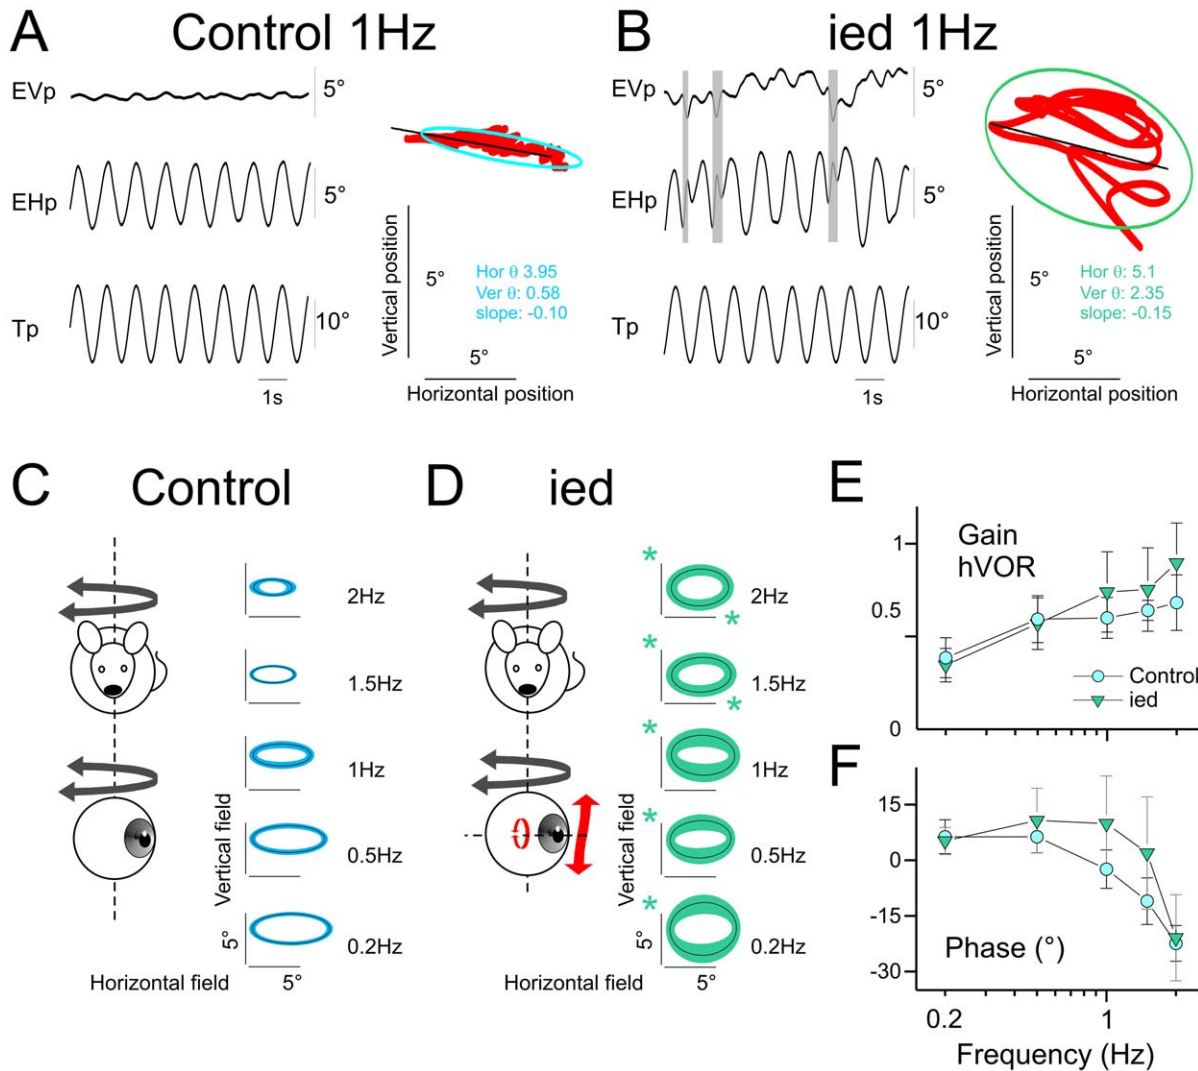 A Control 1Hz
EVp
5°
EHp
5°
Tp
10°
1s
Vertical position
5°
Hor θ 3.95
Ver θ: 0.58
slope: -0.10
5°
Horizontal position
B ied 1Hz
EVp
5°
EHp
5°
Tp
10°
1s
Vertical position
5°
Hor θ: 5.1
Ver θ: 2.35
slope: -0.15
5°
Horizontal position
C Control
2Hz
1.5Hz
1Hz
0.5Hz
0.2Hz
Vertical field
5°
Horizontal field 5°
D ied
* 2Hz
*
* 1.5Hz
*
* 1Hz
* 0.5Hz
* 0.2Hz
Vertical field
5°
Horizontal field 5°
E
Gain
hVOR
1
0.5
0
Control
ied
F
15
0
-15
-30
Phase (°)
0.2 1
Frequency (Hz)